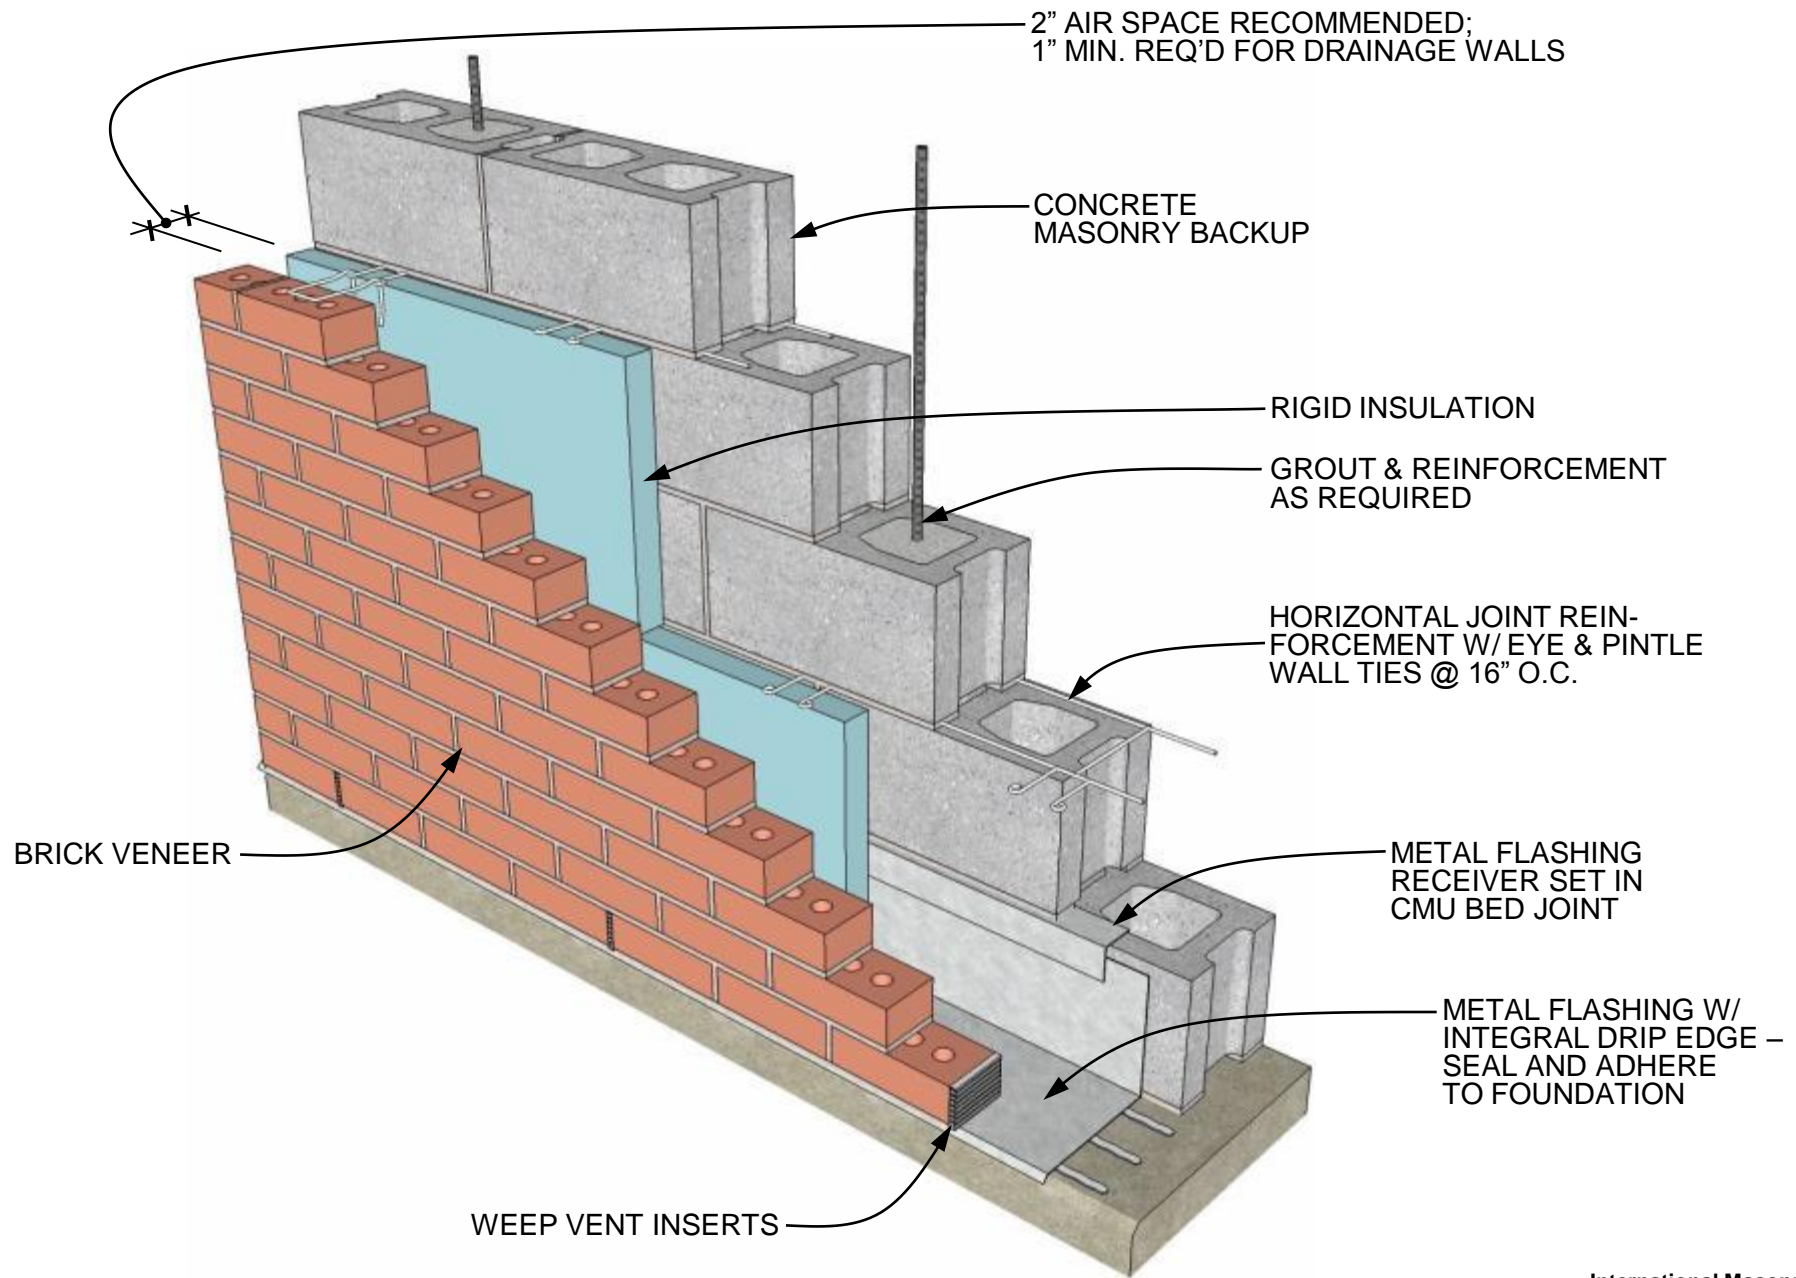 2” AIR SPACE RECOMMENDED;
1” MIN. REQ’D FOR DRAINAGE WALLS
CONCRETE
MASONRY BACKUP
RIGID INSULATION
GROUT & REINFORCEMENT
AS REQUIRED
HORIZONTAL JOINT REIN-
FORCEMENT W/ EYE & PINTLE
WALL TIES @ 16” O.C.
BRICK VENEER
METAL FLASHING
RECEIVER SET IN
CMU BED JOINT
METAL FLASHING W/
INTEGRAL DRIP EDGE –
SEAL AND ADHERE
TO FOUNDATION
WEEP VENT INSERTS
International